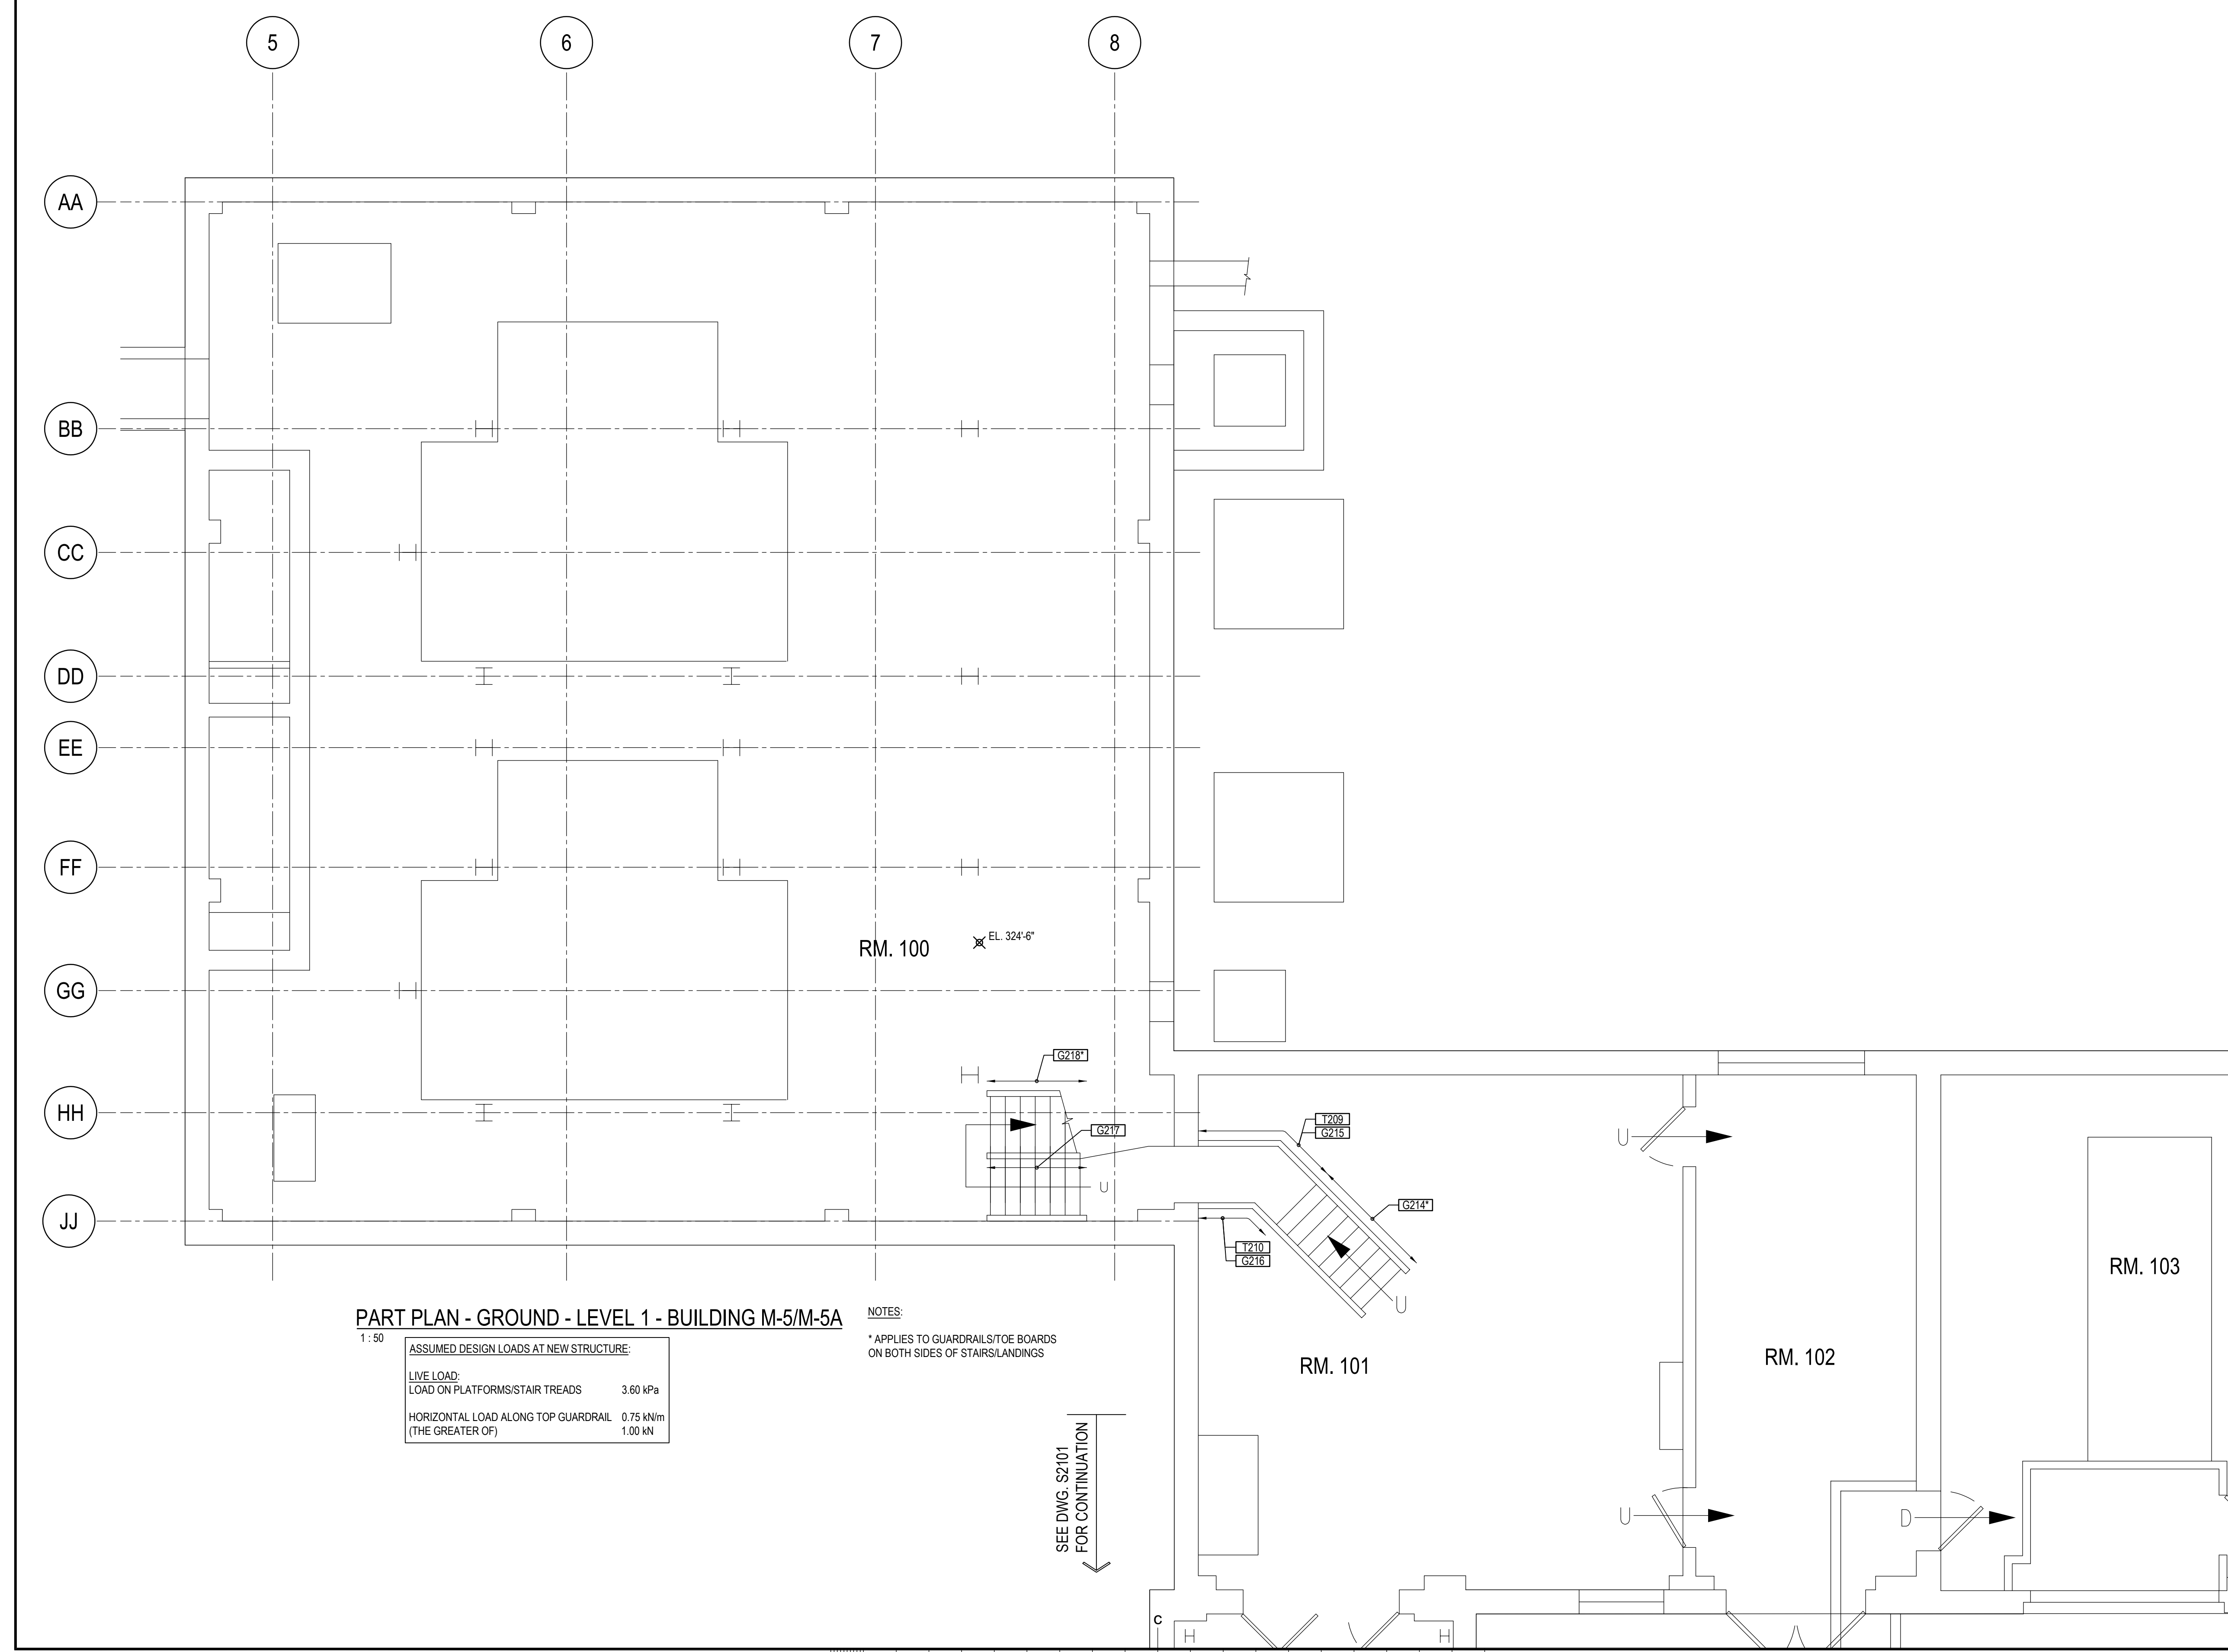 5
6
7
8
AA
BB
CC
DD
EE
FF
GG
HH
JJ
RM. 100
EL. 324'-6"
G218*
G217
U
T209
G215
G214*
T210
G216
U
U
U
D
RM. 101
RM. 102
RM. 103
PART PLAN - GROUND - LEVEL 1 - BUILDING M-5/M-5A
1 : 50
ASSUMED DESIGN LOADS AT NEW STRUCTURE:
LIVE LOAD:
LOAD ON PLATFORMS/STAIR TREADS 3.60 kPa
HORIZONTAL LOAD ALONG TOP GUARDRAIL 0.75 kN/m
(THE GREATER OF) 1.00 kN
NOTES:
* APPLIES TO GUARDRAILS/TOE BOARDS
ON BOTH SIDES OF STAIRS/LANDINGS
SEE DWG. S2101
FOR CONTINUATION
C